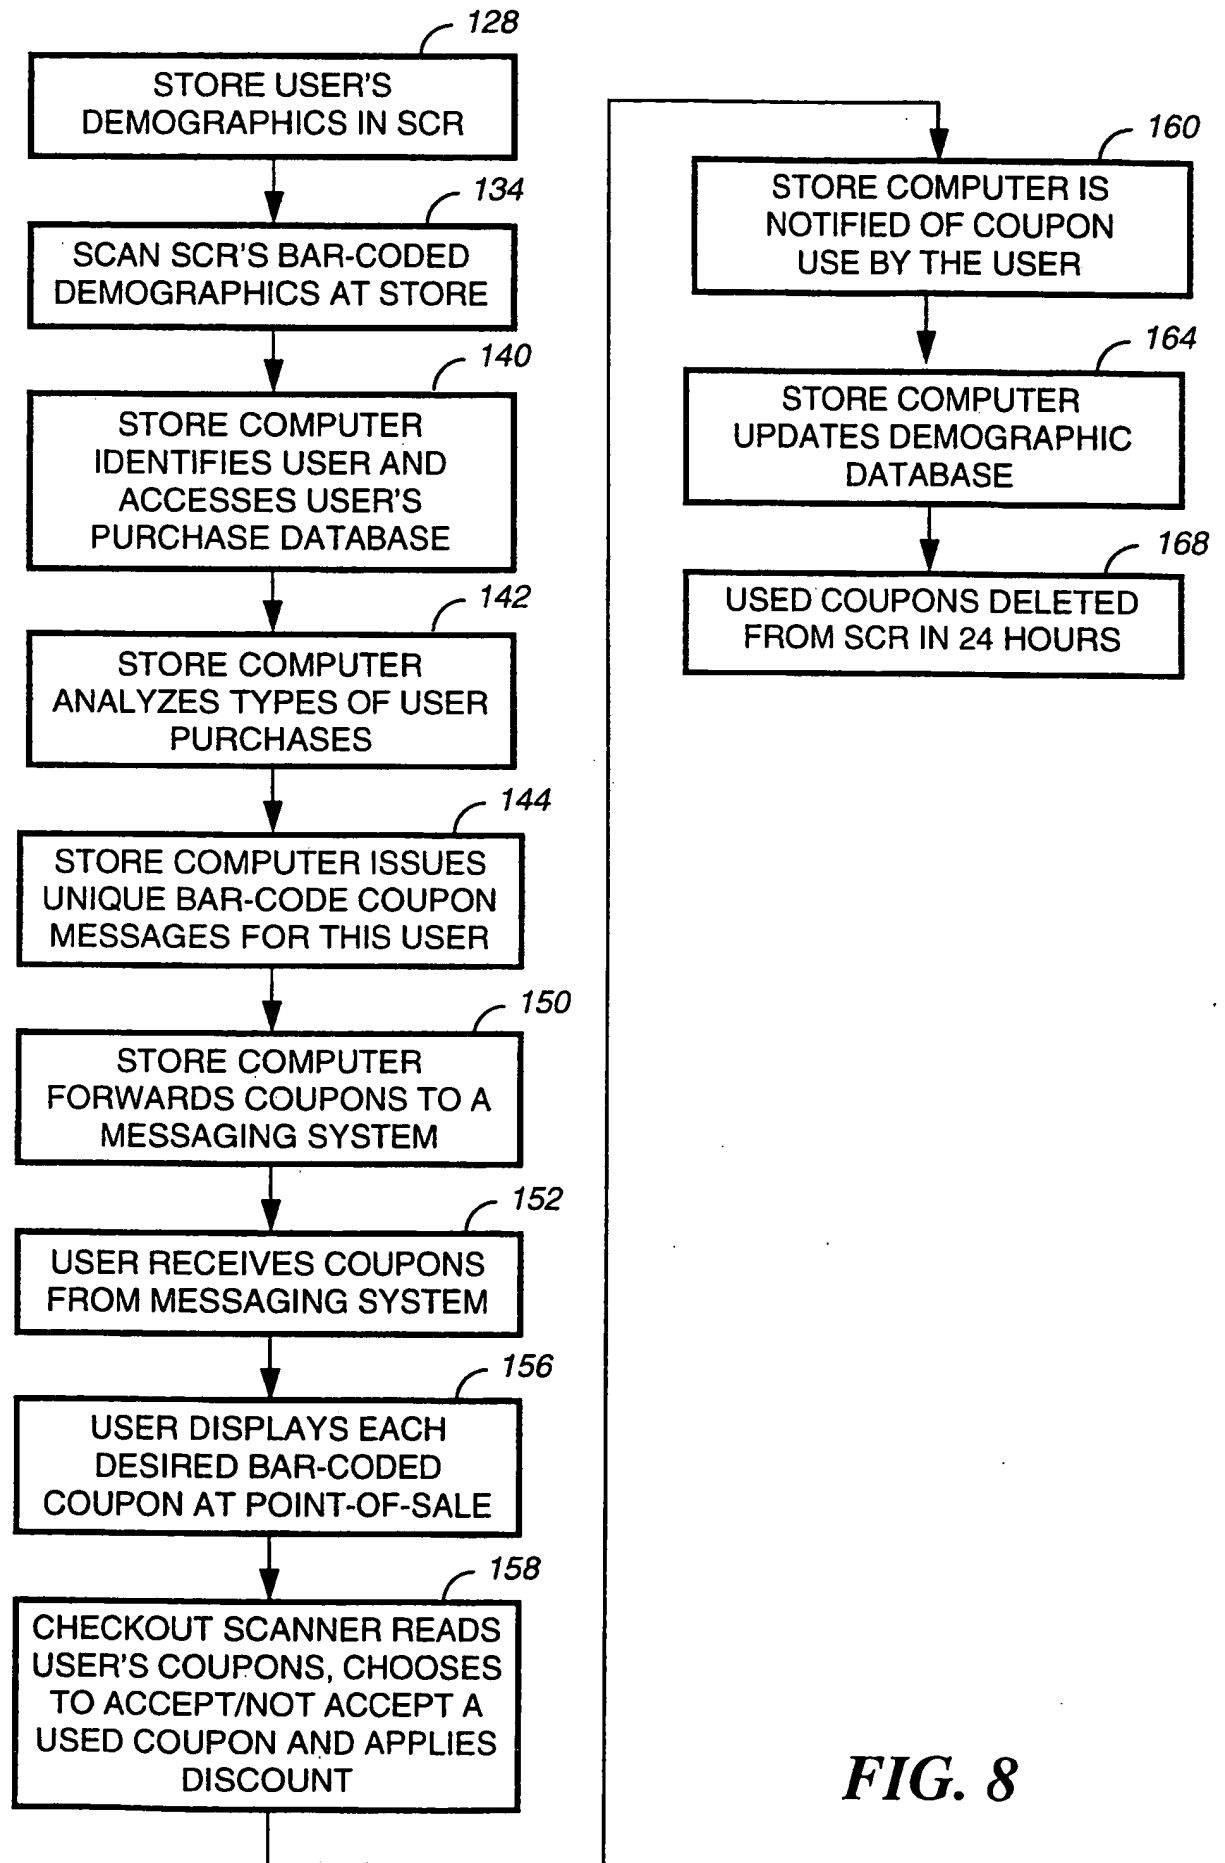 128
STORE USER'S
DEMOGRAPHICS IN SCR
134
SCAN SCR'S BAR-CODED
DEMOGRAPHICS AT STORE
140
STORE COMPUTER
IDENTIFIES USER AND
ACCESSES USER'S
PURCHASE DATABASE
142
STORE COMPUTER
ANALYZES TYPES OF USER
PURCHASES
144
STORE COMPUTER ISSUES
UNIQUE BAR-CODE COUPON
MESSAGES FOR THIS USER
150
STORE COMPUTER
FORWARDS COUPONS TO A
MESSAGING SYSTEM
152
USER RECEIVES COUPONS
FROM MESSAGING SYSTEM
156
USER DISPLAYS EACH
DESIRED BAR-CODED
COUPON AT POINT-OF-SALE
158
CHECKOUT SCANNER READS
USER'S COUPONS, CHOOSES
TO ACCEPT/NOT ACCEPT A
USED COUPON AND APPLIES
DISCOUNT
160
STORE COMPUTER IS
NOTIFIED OF COUPON
USE BY THE USER
164
STORE COMPUTER
UPDATES DEMOGRAPHIC
DATABASE
168
USED COUPONS DELETED
FROM SCR IN 24 HOURS
FIG. 8